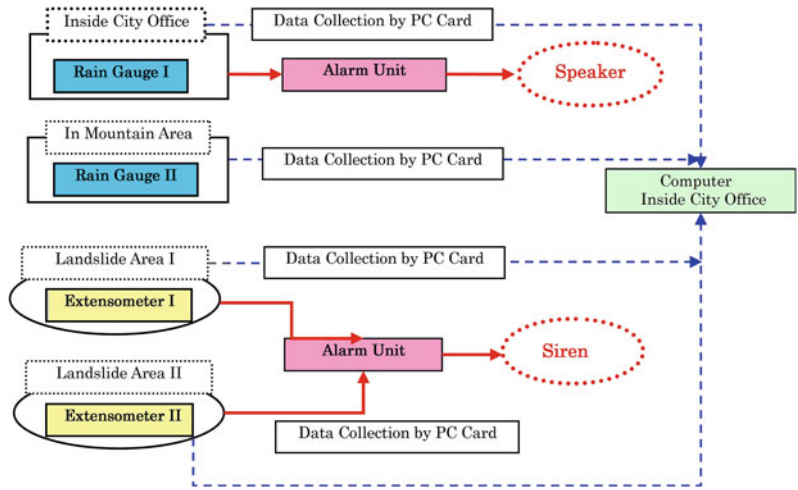 Inside City Office
Data Collection by PC Card
Rain Gauge I
Alarm Unit
Speaker
In Mountain Area
Data Collection by PC Card
Rain Gauge II
Computer
Inside City Office
Landslide Area I
Data Collection by PC Card
Extensometer I
Alarm Unit
Siren
Landslide Area II
Extensometer II
Data Collection by PC Card